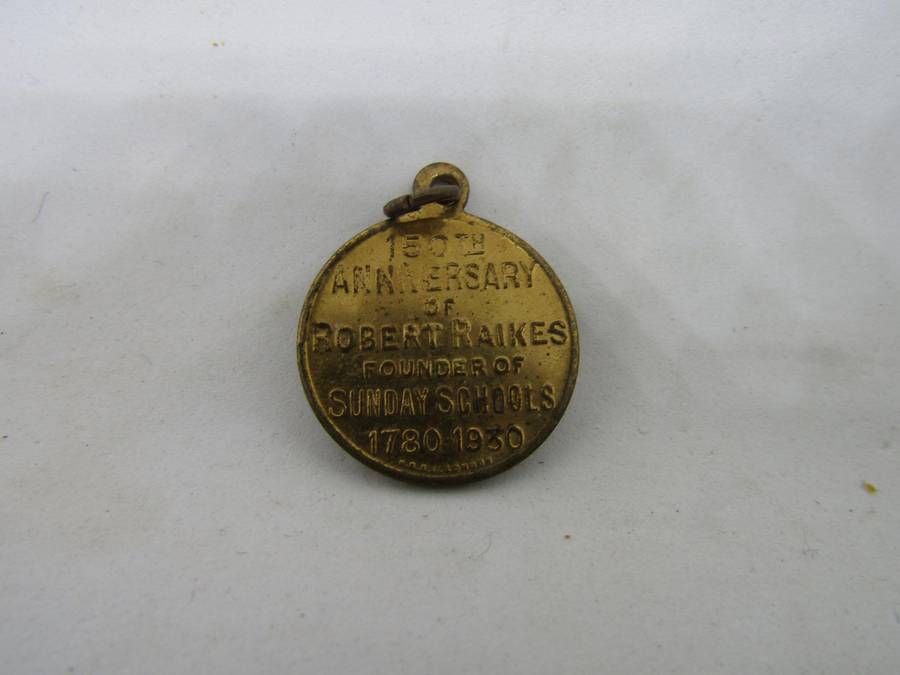 150TH
ANNIVERSARY
OF
ROBERT RAIKES
FOUNDER OF
SUNDAY SCHOOLS
1780-1930